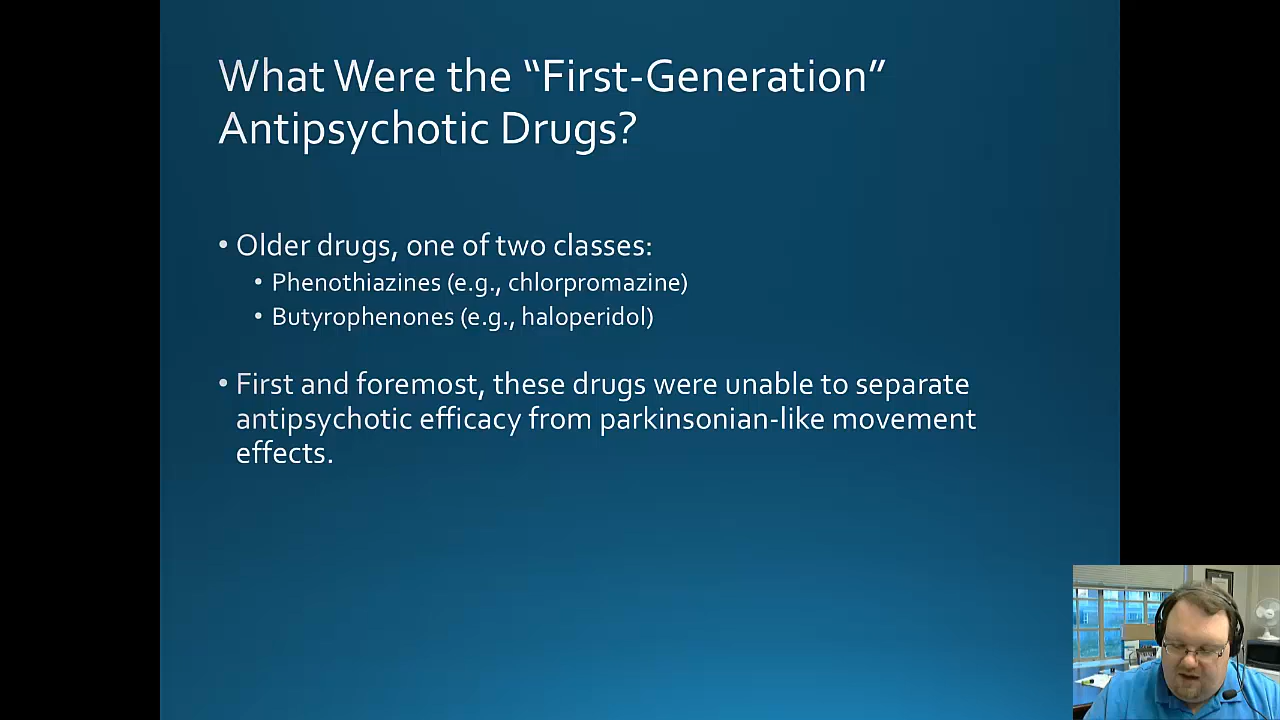 What Were the “First-Generation”
Antipsychotic Drugs?
• Older drugs, one of two classes:
• Phenothiazines (e.g., chlorpromazine)
• Butyrophenones (e.g., haloperidol)
• First and foremost, these drugs were unable to separate
antipsychotic efficacy from parkinsonian-like movement
effects.